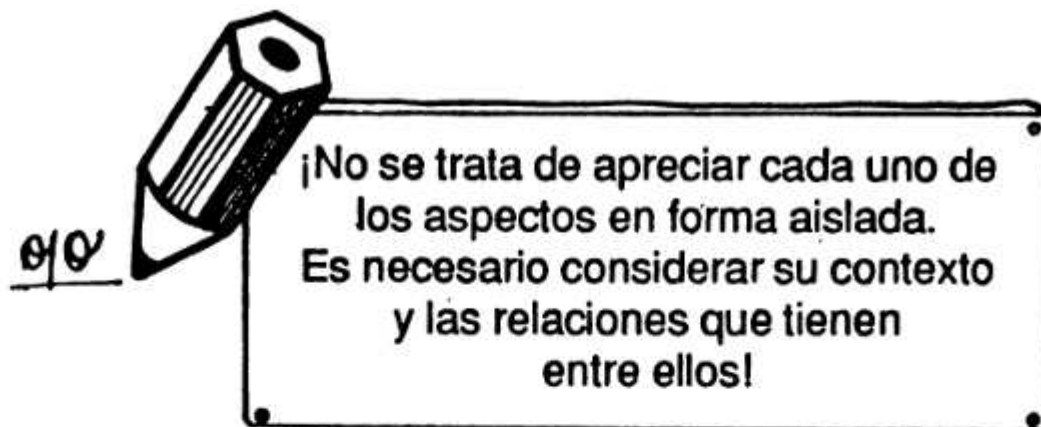 ¡No se trata de apreciar cada uno de
los aspectos en forma aislada.
Es necesario considerar su contexto
y las relaciones que tienen
entre ellos!